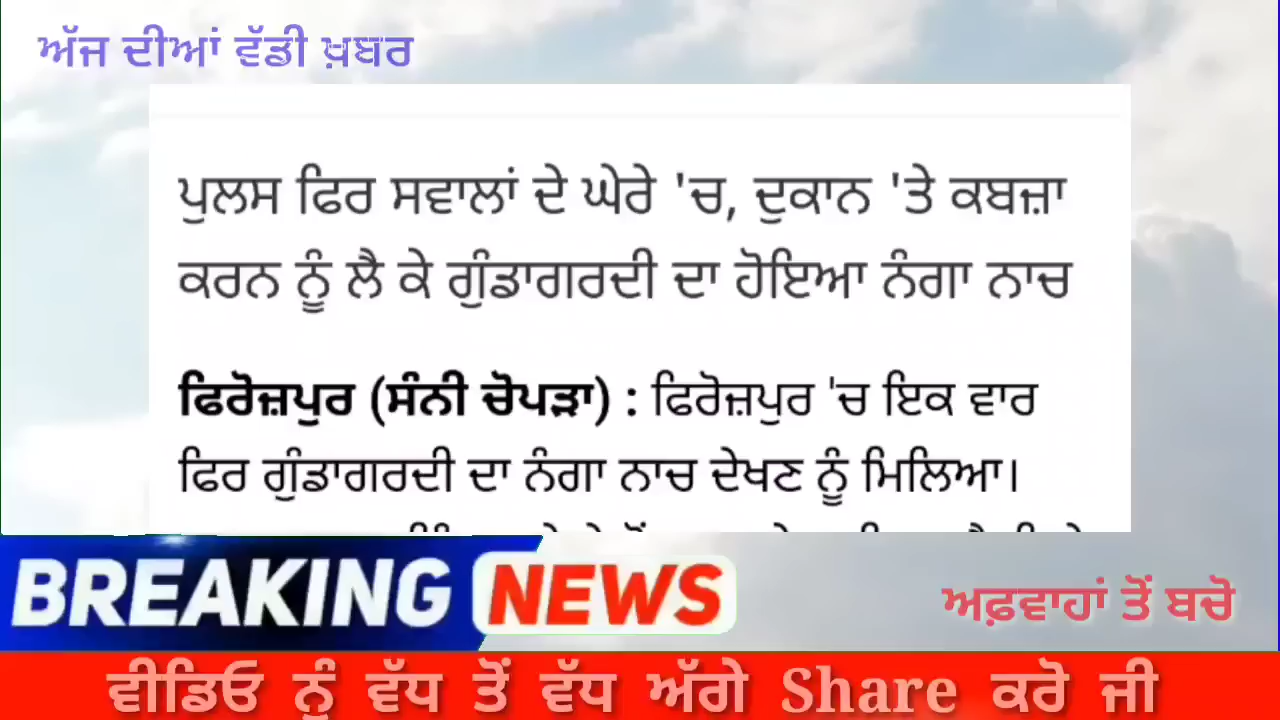 ਅੱਜ ਦੀਆਂ ਵੱਡੀ ਖ਼ਬਰ
ਪੁਲਸ ਫਿਰ ਸਵਾਲਾਂ ਦੇ ਘੇਰੇ 'ਚ, ਦੁਕਾਨ 'ਤੇ ਕਬਜ਼ਾ
ਕਰਨ ਨੂੰ ਲੈ ਕੇ ਗੁੰਡਾਗਰਦੀ ਦਾ ਹੋਇਆ ਨੰਗਾ ਨਾਚ
ਫਿਰੋਜ਼ਪੁਰ (ਸੰਨੀ ਚੋਪੜਾ) : ਫਿਰੋਜ਼ਪੁਰ 'ਚ ਇਕ ਵਾਰ
ਫਿਰ ਗੁੰਡਾਗਰਦੀ ਦਾ ਨੰਗਾ ਨਾਚ ਦੇਖਣ ਨੂੰ ਮਿਲਿਆ।
BREAKING NEWS
ਅਫ਼ਵਾਹਾਂ ਤੋਂ ਬਚੋ
ਵੀਡਿਓ ਨੂੰ ਵੱਧ ਤੋਂ ਵੱਧ ਅੱਗੇ Share ਕਰੋ ਜੀ